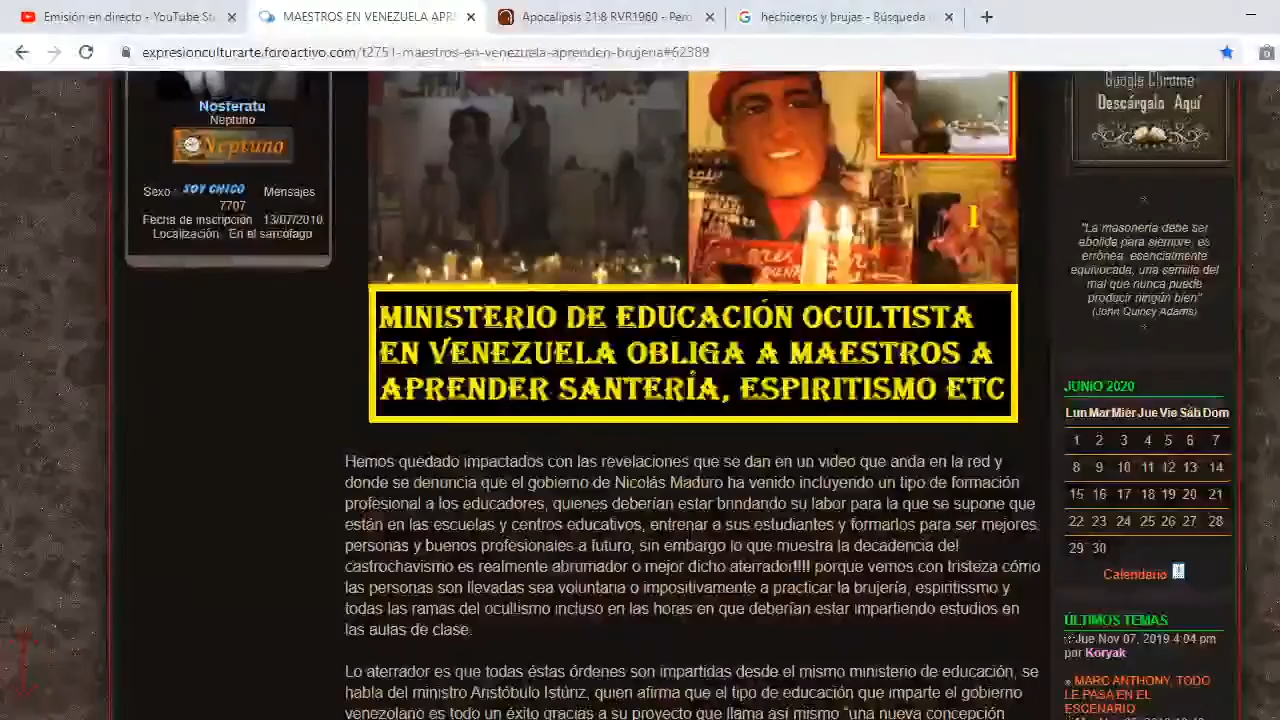 Emisión en directo - YouTube St
MAESTROS EN VENEZUELA APR
Apocalipsis 21:8 RVR1960 - Pero
hechiceros y brujas - Búsqueda
expresionculturarte.foroactivo.com/t2751-maestros-en-venezuela-aprenden-brujeria#62389
Nosferatu
Neptuno
Neptuno
Sexo : SOY CHICO Mensajes
7707
Fecha de inscripción 13/07/2010
Localización En el sarcofago
1
MINISTERIO DE EDUCACIÓN OCULTISTA
EN VENEZUELA OBLIGA A MAESTROS A
APRENDER SANTERÍA, ESPIRITISMO ETC
Hemos quedado impactados con las revelaciones que se dan en un video que anda en la red y
donde se denuncia que el gobierno de Nicolás Maduro ha venido incluyendo un tipo de formación
profesional a los educadores, quienes deberían estar brindando su labor para la que se supone que
están en las escuelas y centros educativos, entrenar a sus estudiantes y formarlos para ser mejores
personas y buenos profesionales a futuro, sin embargo lo que muestra la decadencia del
castrochavismo es realmente abrumador o mejor dicho aterrador!!!! porque vemos con tristeza cómo
las personas son llevadas sea voluntaria o impositivamente a practicar la brujería, espiritissmo y
todas las ramas del ocultismo incluso en las horas en que deberían estar impartiendo estudios en
las aulas de clase.
Lo aterrador es que todas éstas órdenes son impartidas desde el mismo ministerio de educación, se
habla del ministro Aristóbulo Istúriz, quien afirma que el tipo de educación que imparte el gobierno
venezolano es todo un éxito gracias a su proyecto que llama así mismo "una nueva concepción
Google Chrome
Descárgalo Aquí
"La masonería debe ser
abolida para siempre, es
errónea, esencialmente
equivocada, una semilla del
mal que nunca puede
producir ningún bien"
(John Quincy Adams)
JUNIO 2020
Lun Mar Miér Jue Vie Sáb Dom
1 2 3 4 5 6 7
8 9 10 11 12 13 14
15 16 17 18 19 20 21
22 23 24 25 26 27 28
29 30
Calendario
ÚLTIMOS TEMAS
Jue Nov 07, 2019 4:04 pm
por Koryak
» MARC ANTHONY, TODO
LE PASA EN EL
ESCENARIO